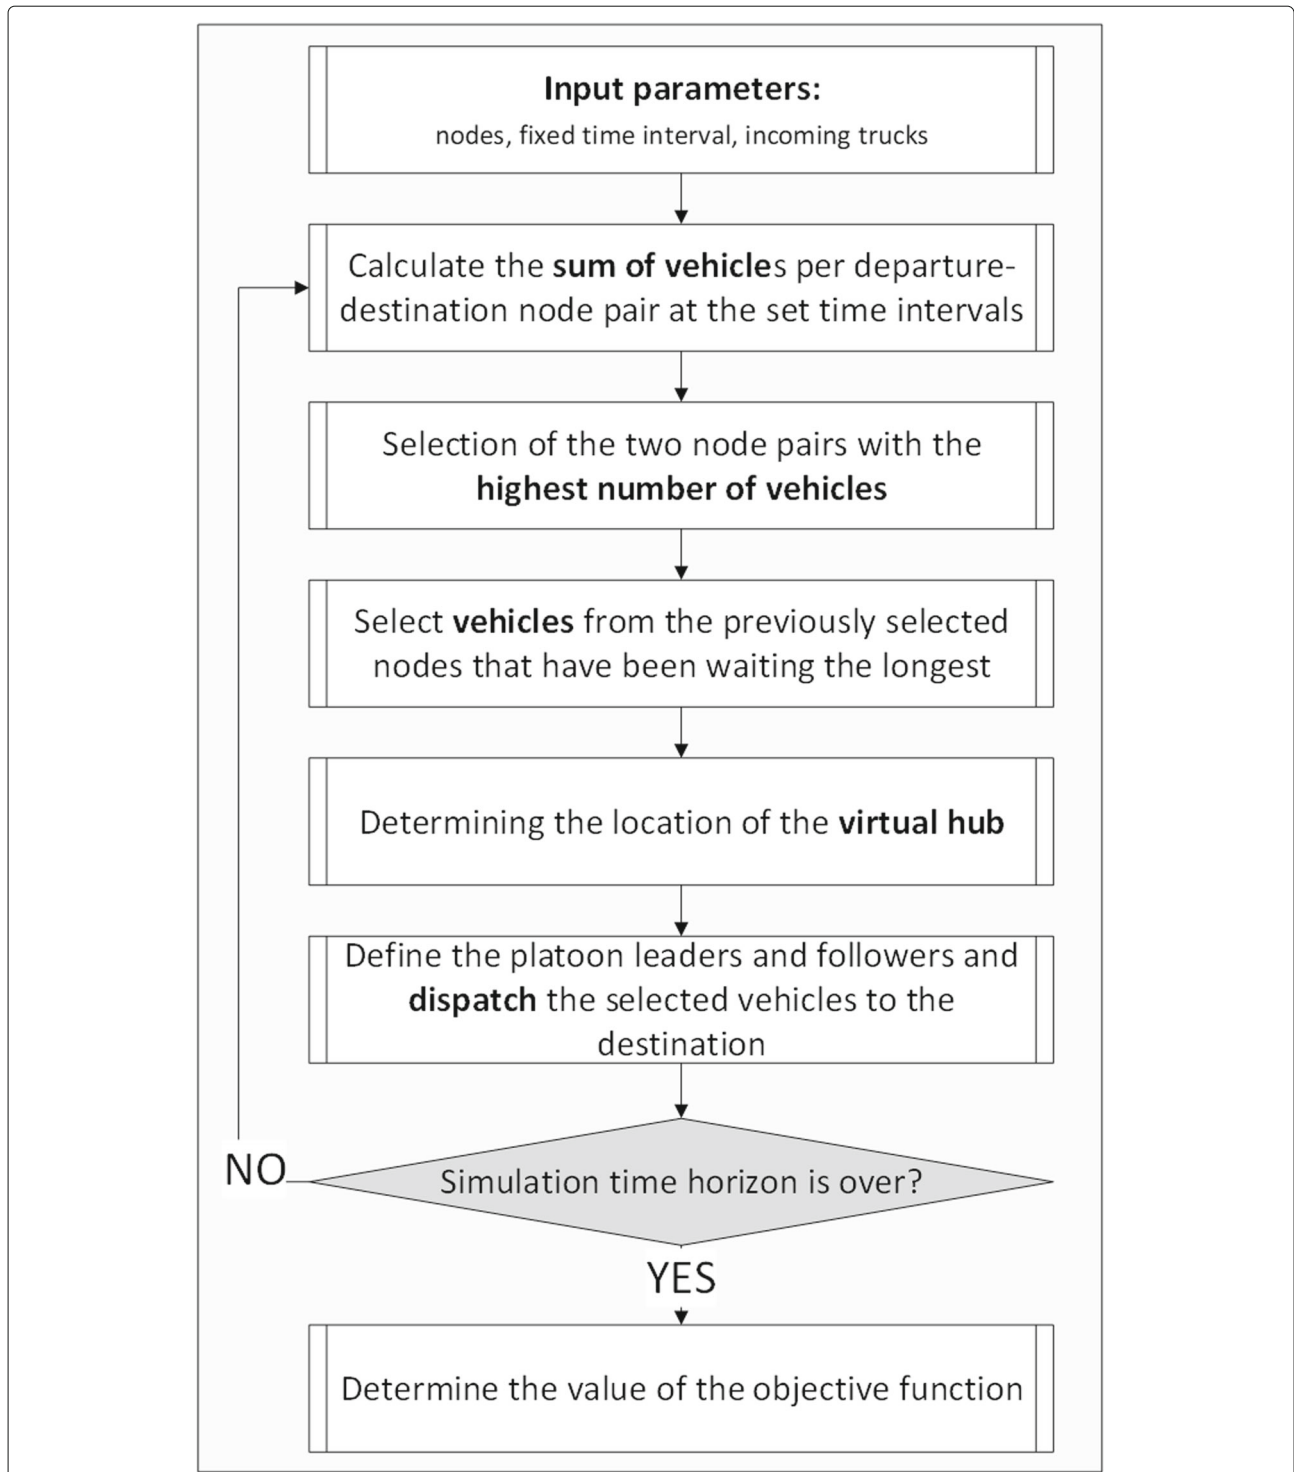 Input parameters:
nodes, fixed time interval, incoming trucks
Calculate the sum of vehicles per departure-
destination node pair at the set time intervals
Selection of the two node pairs with the
highest number of vehicles
Select vehicles from the previously selected
nodes that have been waiting the longest
Determining the location of the virtual hub
Define the platoon leaders and followers and
dispatch the selected vehicles to the
destination
Simulation time horizon is over?
NO
YES
Determine the value of the objective function